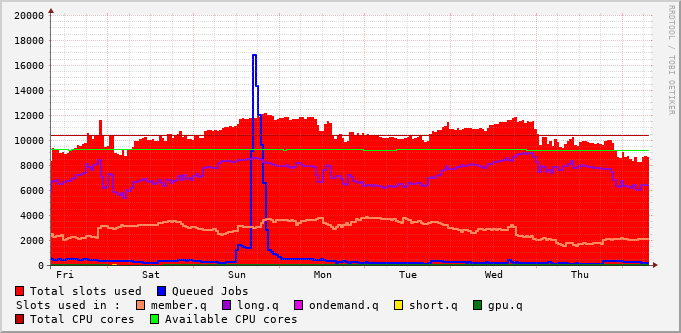 20000
18000
16000
14000
12000
10000
8000
6000
4000
2000
0
Fri Sat Sun Mon Tue Wed Thu
RRDTOOL / TOBI OETIKER
Total slots used Queued Jobs
Slots used in : member.q long.q ondemand.q short.q gpu.q
Total CPU cores Available CPU cores